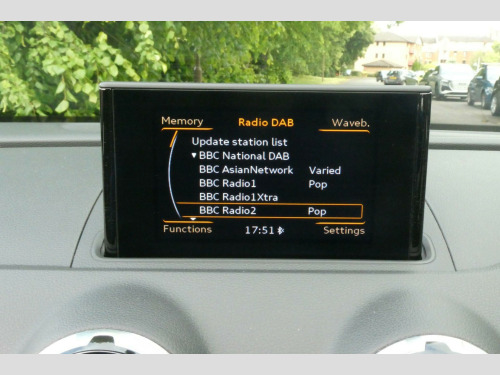 Memory Radio DAB Waveb.
Update station list
▼ BBC National DAB
BBC AsianNetwork Varied
BBC Radio1 Pop
BBC Radio1Xtra
BBC Radio2 Pop
Functions 17:51 Settings